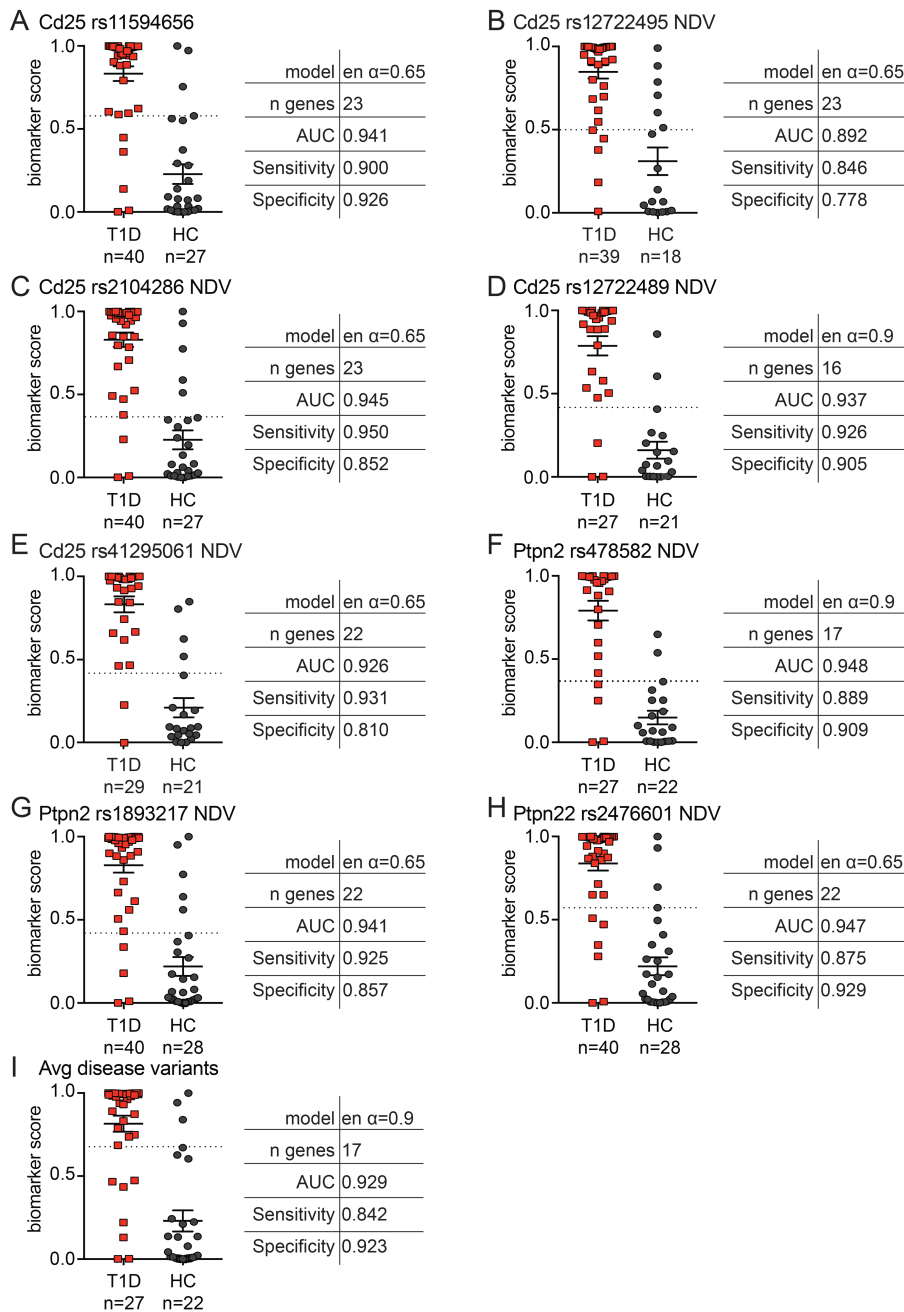 A Cd25 rs11594656
1.0
0.5
0.0
biomarker score
T1D HC
n=40 n=27
model en α=0.65
n genes 23
AUC 0.941
Sensitivity 0.900
Specificity 0.926
B Cd25 rs12722495 NDV
1.0
0.5
0.0
biomarker score
T1D HC
n=39 n=18
model en α=0.65
n genes 23
AUC 0.892
Sensitivity 0.846
Specificity 0.778
C Cd25 rs2104286 NDV
1.0
0.5
0.0
biomarker score
T1D HC
n=40 n=27
model en α=0.65
n genes 23
AUC 0.945
Sensitivity 0.950
Specificity 0.852
D Cd25 rs12722489 NDV
1.0
0.5
0.0
biomarker score
T1D HC
n=27 n=21
model en α=0.9
n genes 16
AUC 0.937
Sensitivity 0.926
Specificity 0.905
E Cd25 rs41295061 NDV
1.0
0.5
0.0
biomarker score
T1D HC
n=29 n=21
model en α=0.65
n genes 22
AUC 0.926
Sensitivity 0.931
Specificity 0.810
F Ptpn2 rs478582 NDV
1.0
0.5
0.0
biomarker score
T1D HC
n=27 n=22
model en α=0.9
n genes 17
AUC 0.948
Sensitivity 0.889
Specificity 0.909
G Ptpn2 rs1893217 NDV
1.0
0.5
0.0
biomarker score
T1D HC
n=40 n=28
model en α=0.65
n genes 22
AUC 0.941
Sensitivity 0.925
Specificity 0.857
H Ptpn22 rs2476601 NDV
1.0
0.5
0.0
biomarker score
T1D HC
n=40 n=28
model en α=0.65
n genes 22
AUC 0.947
Sensitivity 0.875
Specificity 0.929
I Avg disease variants
1.0
0.5
0.0
biomarker score
T1D HC
n=27 n=22
model en α=0.9
n genes 17
AUC 0.929
Sensitivity 0.842
Specificity 0.923